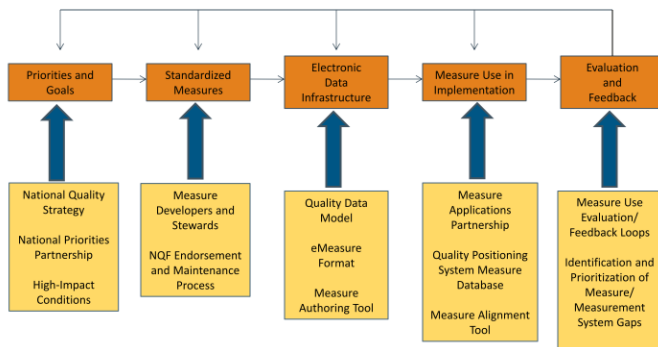 Priorities and
Goals
Standardized
Measures
Electronic
Data
Infrastructure
Measure Use in
Implementation
Evaluation
and
Feedback
National Quality
Strategy
National Priorities
Partnership
High-Impact
Conditions
Measure
Developers and
Stewards
NQF Endorsement
and Maintenance
Process
Quality Data
Model
eMeasure
Format
Measure
Authoring Tool
Measure
Applications
Partnership
Quality Positioning
System Measure
Database
Measure Alignment
Tool
Measure Use
Evaluation/
Feedback Loops
Identification and
Prioritization of
Measure/
Measurement
System Gaps